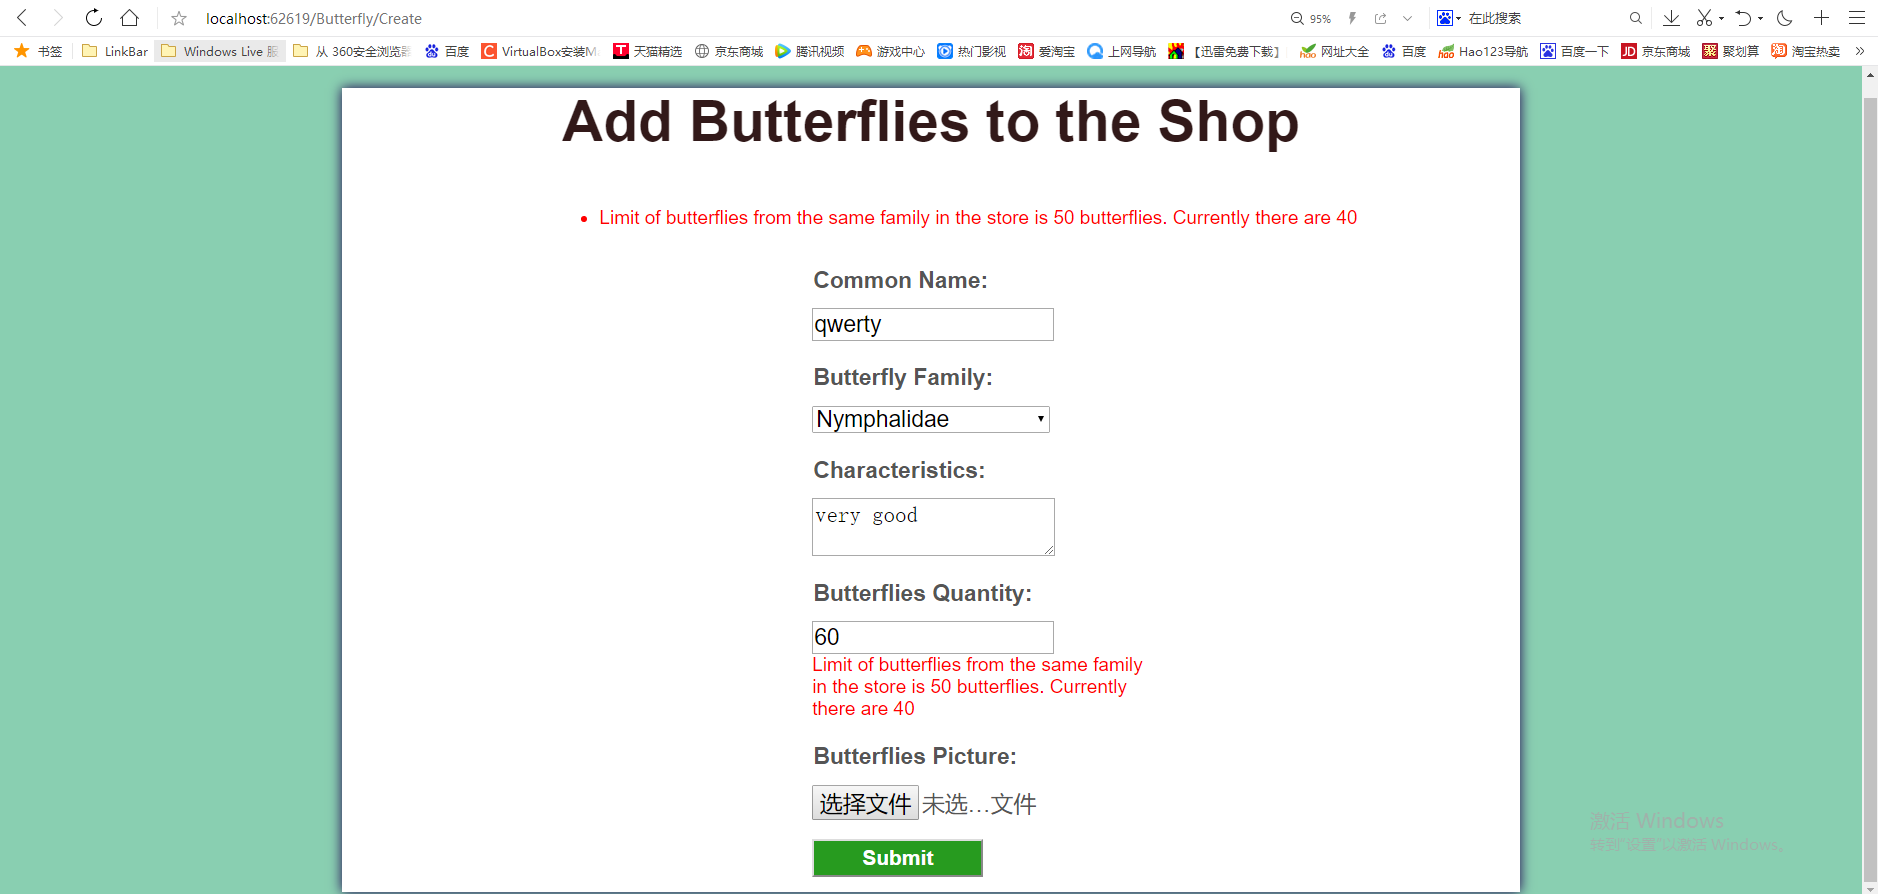 localhost:62619/Butterfly/Create
95%
在此搜索
书签
LinkBar
Windows Live 服
从 360安全浏览器
百度
VirtualBox安装M
天猫精选
京东商城
腾讯视频
游戏中心
热门影视
爱淘宝
上网导航
【迅雷免费下载】
网址大全
百度
Hao123导航
百度一下
京东商城
聚划算
淘宝热卖
Add Butterflies to the Shop
Limit of butterflies from the same family in the store is 50 butterflies. Currently there are 40
Common Name:
qwerty
Butterfly Family:
Nymphalidae
Characteristics:
very good
Butterflies Quantity:
60
Limit of butterflies from the same family
in the store is 50 butterflies. Currently
there are 40
Butterflies Picture:
选择文件 未选...文件
Submit
激活 Windows
转到"设置"以激活 Windows。